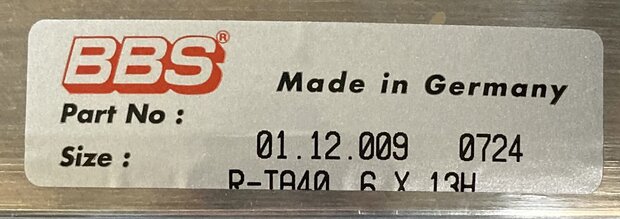 BBS®
Made in Germany
Part No :
01.12.009 0724
Size :
R-TA40 6 X 13H